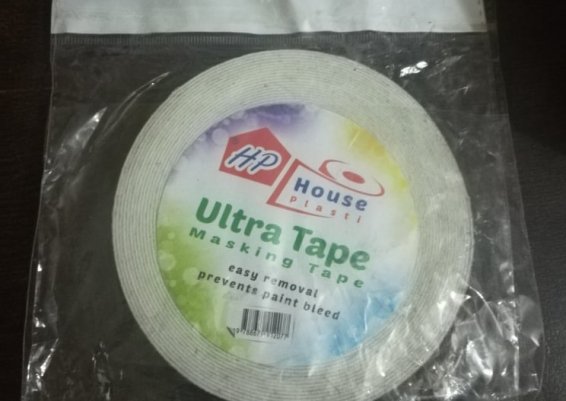 HP
House
plasti
Ultra Tape
Masking Tape
easy removal
prevents paint bleed